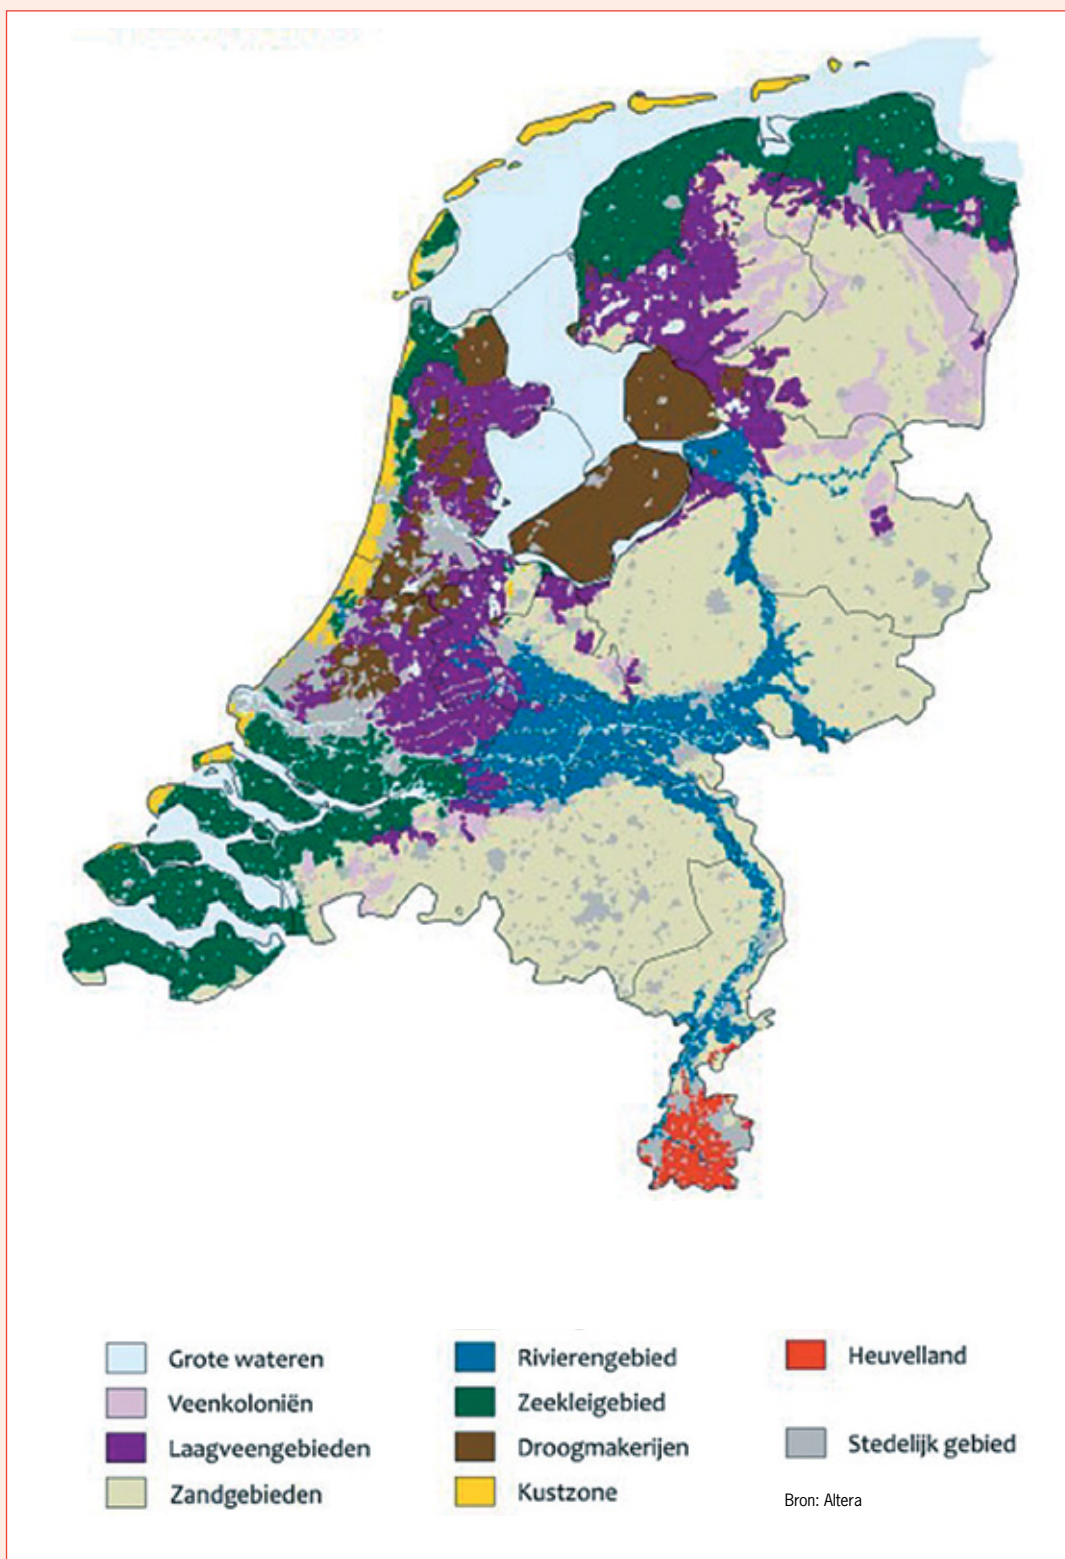 Grote wateren
Veenkoloniën
Laagveengebieden
Zandgebieden
Rivierengebied
Zeekleigebied
Droogmakerijen
Kustzone
Heuvelland
Stedelijk gebied
Bron: Altera